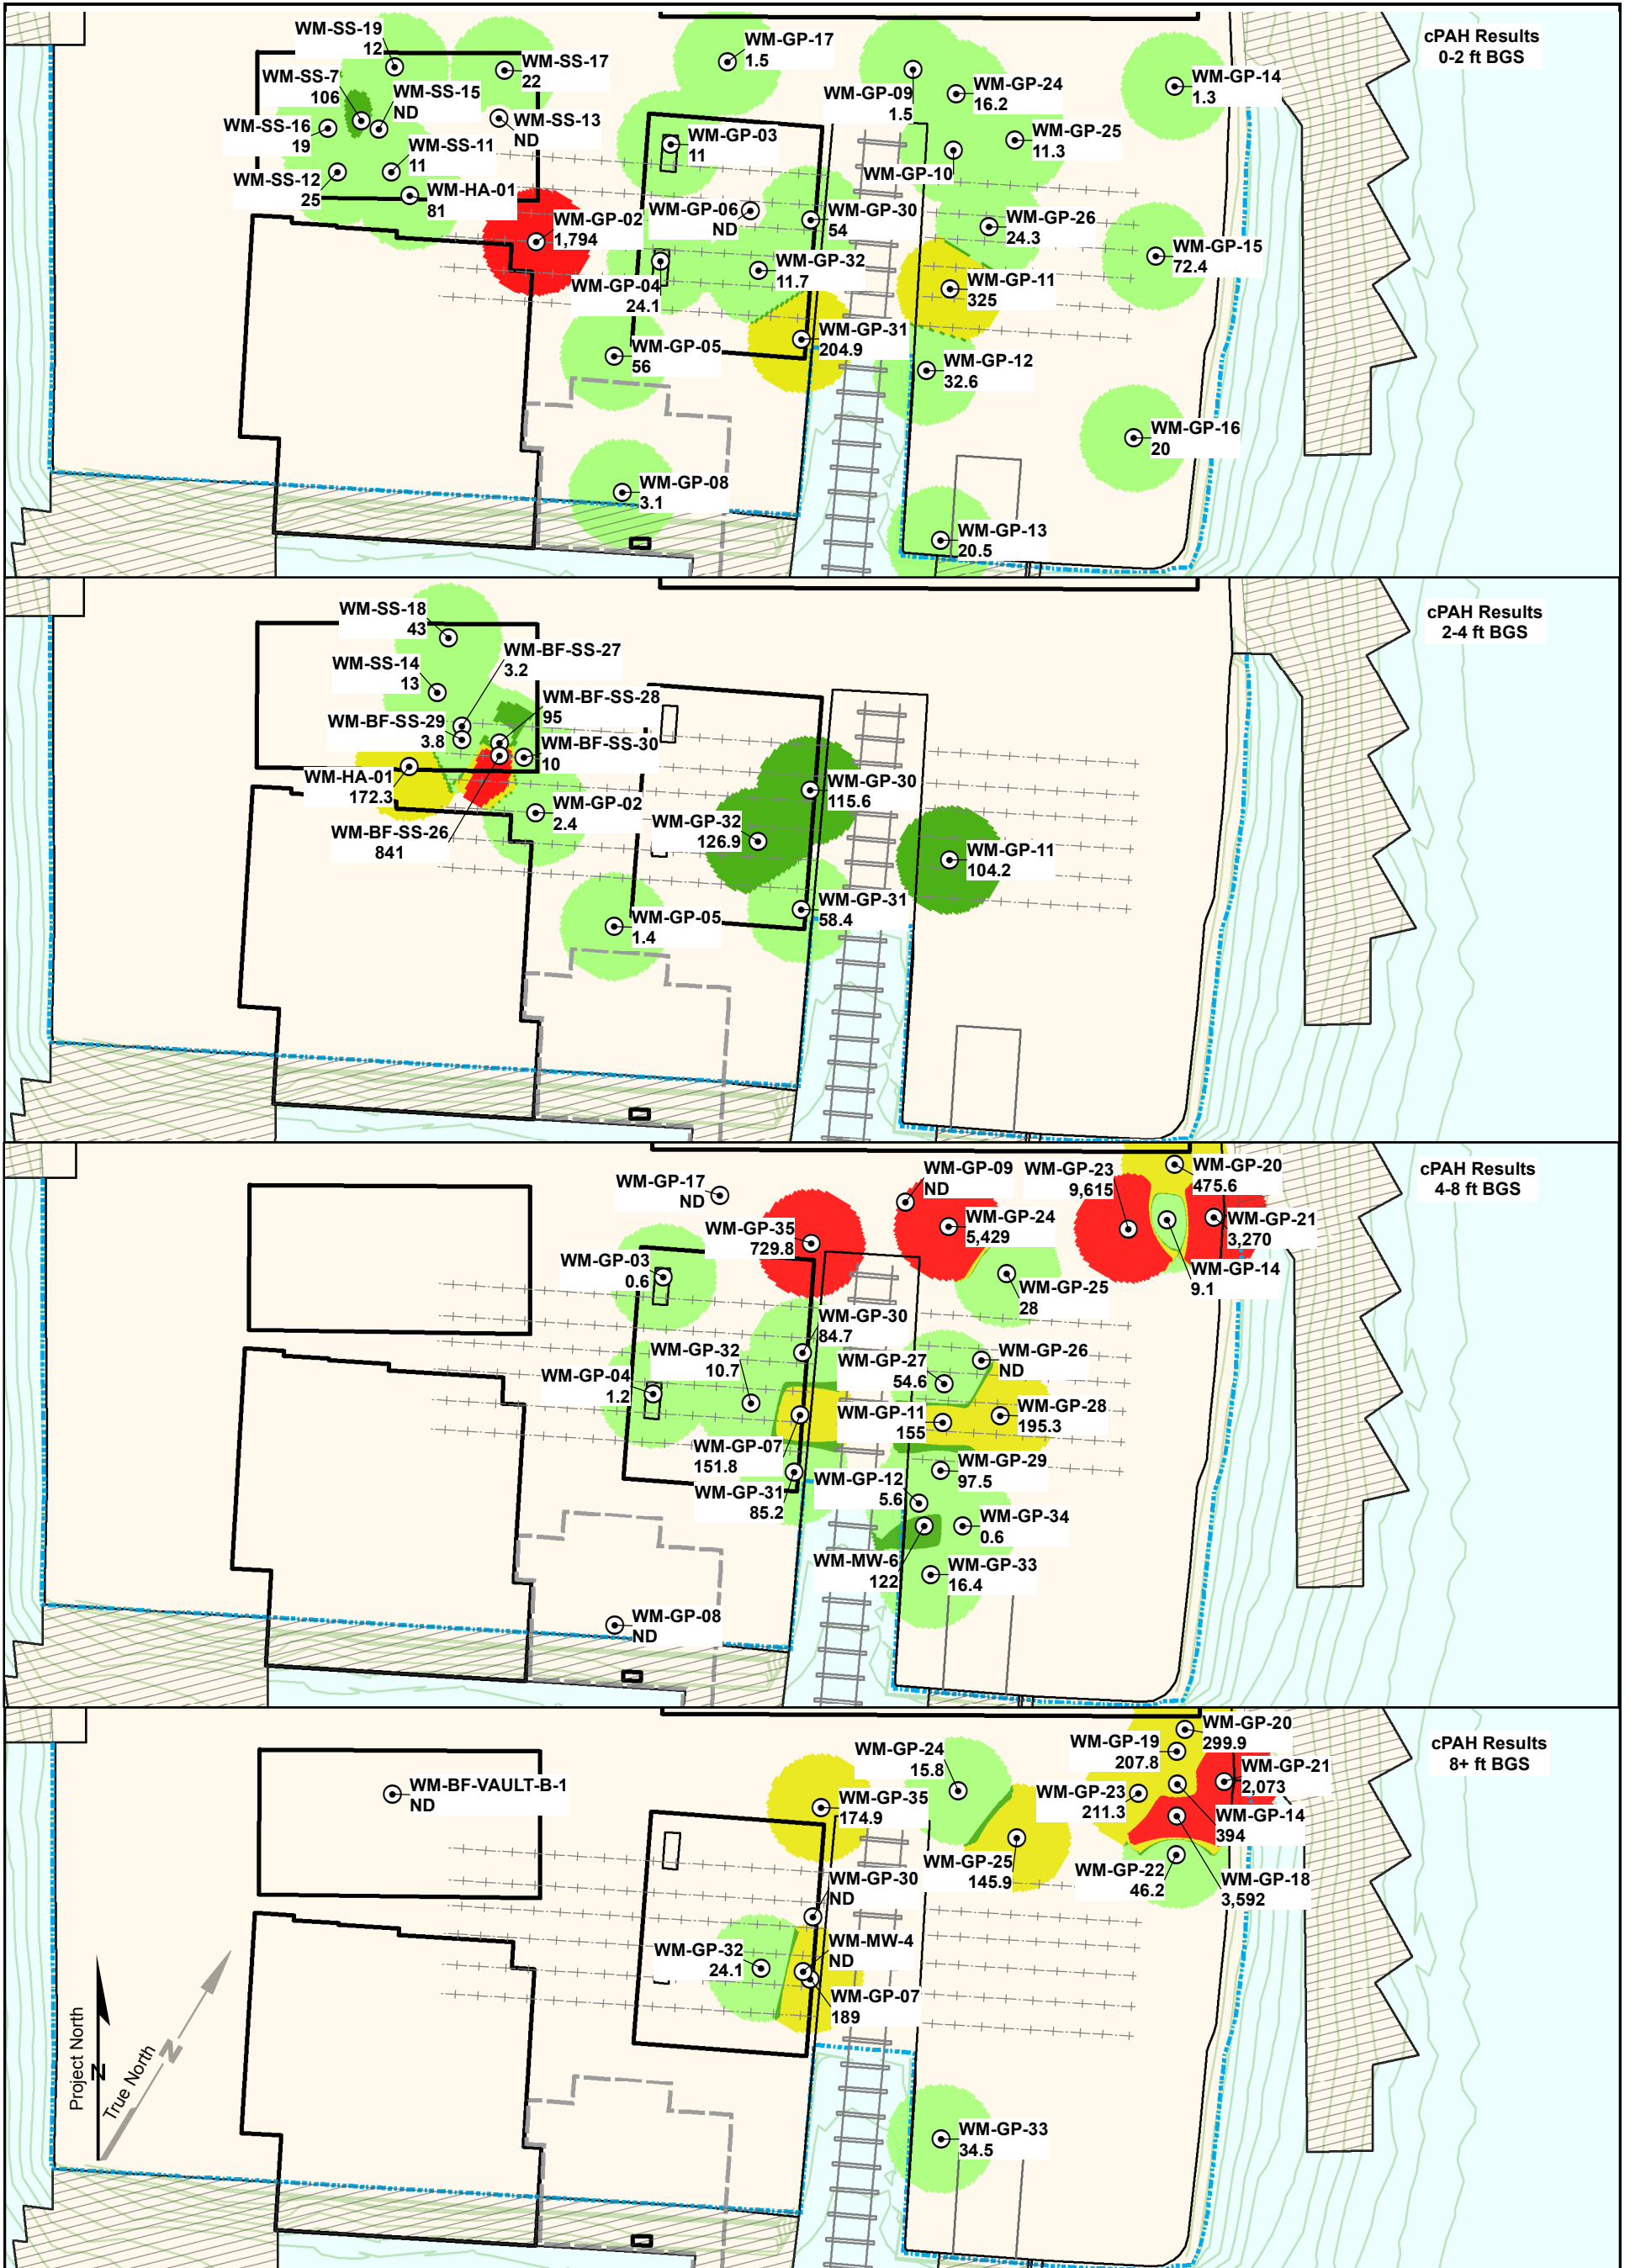 cPAH Results
0-2 ft BGS
WM-SS-19
12
WM-SS-17
22
WM-GP-17
1.5
WM-SS-7
106
WM-SS-15
ND
WM-GP-09
1.5
WM-GP-24
16.2
WM-GP-14
1.3
WM-SS-16
19
WM-SS-13
ND
WM-GP-03
11
WM-GP-25
11.3
WM-SS-11
11
WM-GP-10
WM-SS-12
25
WM-HA-01
81
WM-GP-02
1,794
WM-GP-06
ND
WM-GP-30
54
WM-GP-26
24.3
WM-GP-15
72.4
WM-GP-32
11.7
WM-GP-04
24.1
WM-GP-11
325
WM-GP-31
204.9
WM-GP-05
56
WM-GP-12
32.6
WM-GP-16
20
WM-GP-08
3.1
WM-GP-13
20.5
cPAH Results
2-4 ft BGS
WM-SS-18
43
WM-BF-SS-27
3.2
WM-SS-14
13
WM-BF-SS-28
95
WM-BF-SS-29
3.8
WM-BF-SS-30
10
WM-HA-01
172.3
WM-GP-30
115.6
WM-GP-02
2.4
WM-GP-32
126.9
WM-BF-SS-26
841
WM-GP-11
104.2
WM-GP-31
58.4
WM-GP-05
1.4
cPAH Results
4-8 ft BGS
WM-GP-17
ND
WM-GP-09
ND
WM-GP-23
9,615
WM-GP-20
475.6
WM-GP-35
729.8
WM-GP-24
5,429
WM-GP-21
3,270
WM-GP-03
0.6
WM-GP-25
28
WM-GP-14
9.1
WM-GP-30
84.7
WM-GP-32
10.7
WM-GP-27
54.6
WM-GP-26
ND
WM-GP-04
1.2
WM-GP-11
155
WM-GP-28
195.3
WM-GP-07
151.8
WM-GP-29
97.5
WM-GP-31
85.2
WM-GP-12
5.6
WM-GP-34
0.6
WM-MW-6
122
WM-GP-33
16.4
WM-GP-08
ND
cPAH Results
8+ ft BGS
WM-GP-20
299.9
WM-GP-19
207.8
WM-GP-24
15.8
WM-GP-21
2,073
WM-BF-VAULT-B-1
ND
WM-GP-35
174.9
WM-GP-23
211.3
WM-GP-14
394
WM-GP-25
145.9
WM-GP-22
46.2
WM-GP-18
3,592
WM-GP-30
ND
WM-GP-32
24.1
WM-MW-4
ND
WM-GP-07
189
WM-GP-33
34.5
Project North
N
True North
N